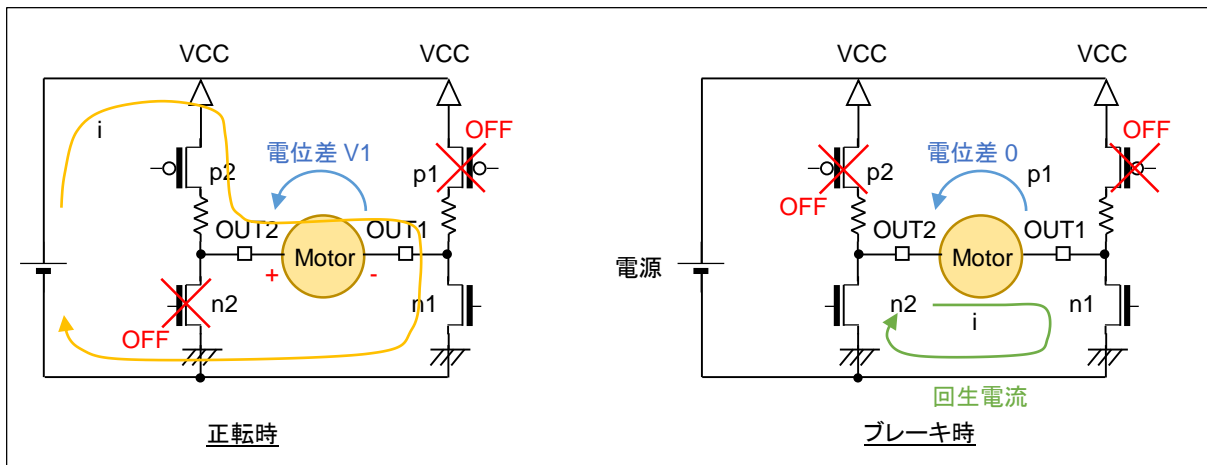 VCC
VCC
i
OFF
電位差 V1
p2
p1
OUT2
OUT1
Motor
+
-
n2
n1
OFF
正転時
VCC
VCC
OFF
電位差 0
p2
p1
OFF
OUT2
OUT1
Motor
電源
n2
i
n1
回生電流
ブレーキ時